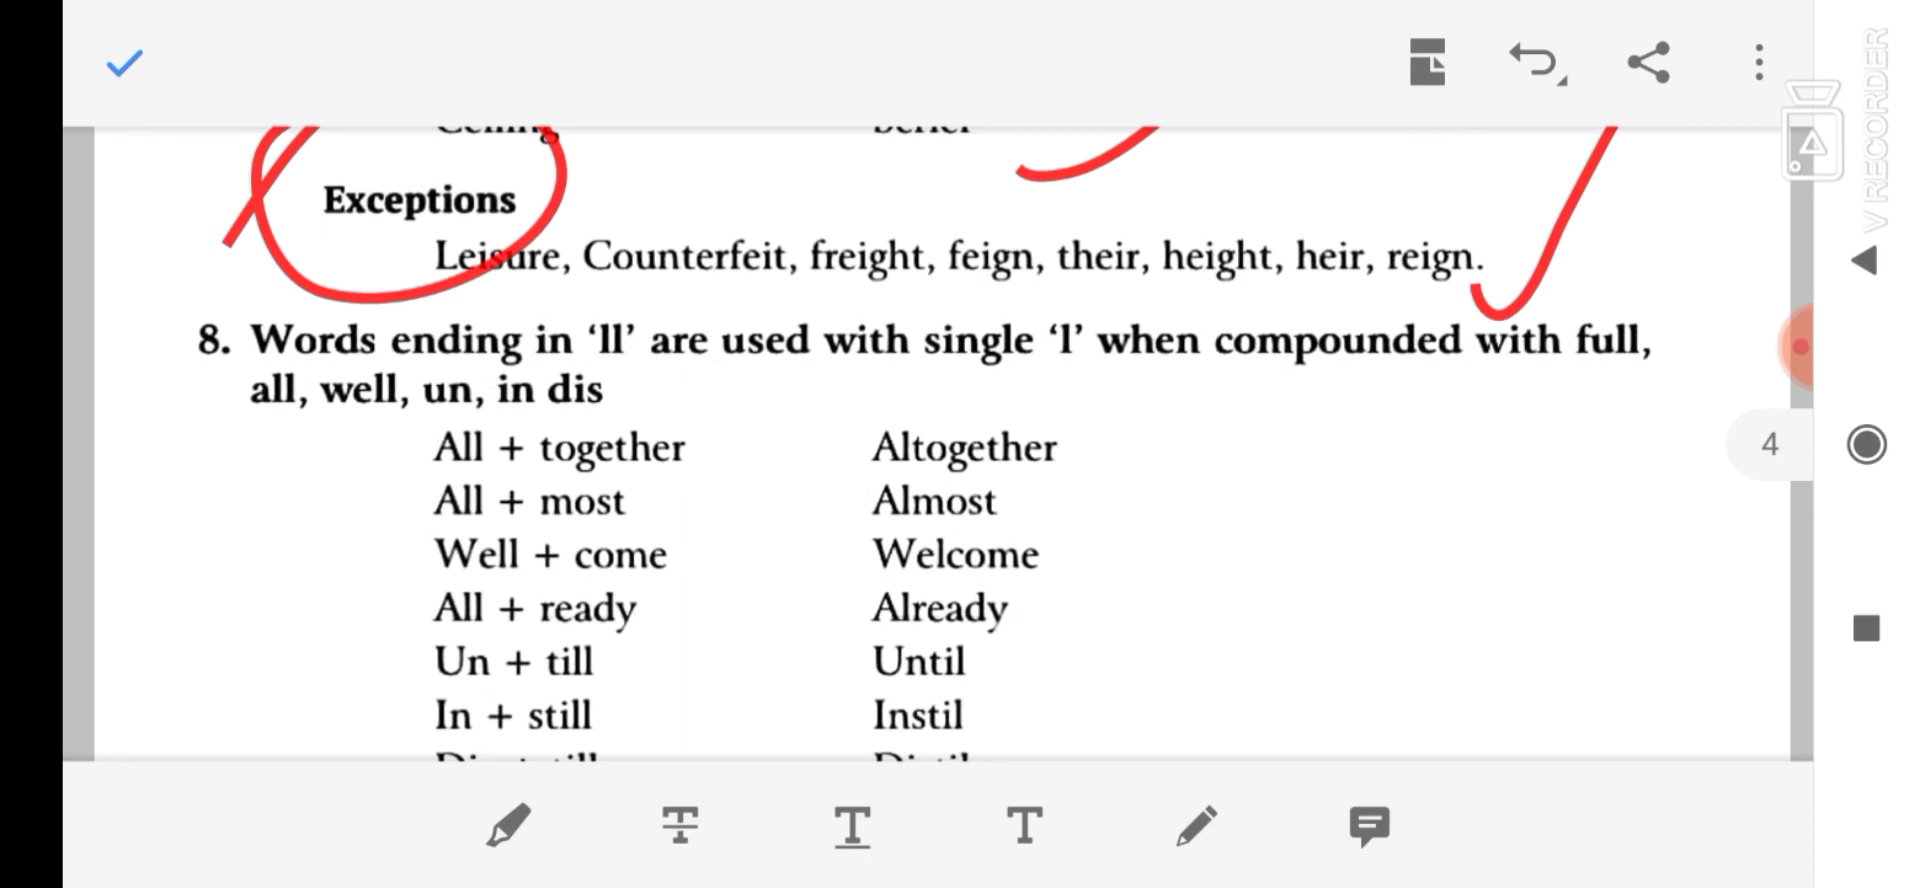 Exceptions
Leisure, Counterfeit, freight, feign, their, height, heir, reign.
8. Words ending in ‘ll’ are used with single ‘l’ when compounded with full,
all, well, un, in dis
All + together Altogether
All + most Almost
Well + come Welcome
All + ready Already
Un + till Until
In + still Instil
4
V RECORDER